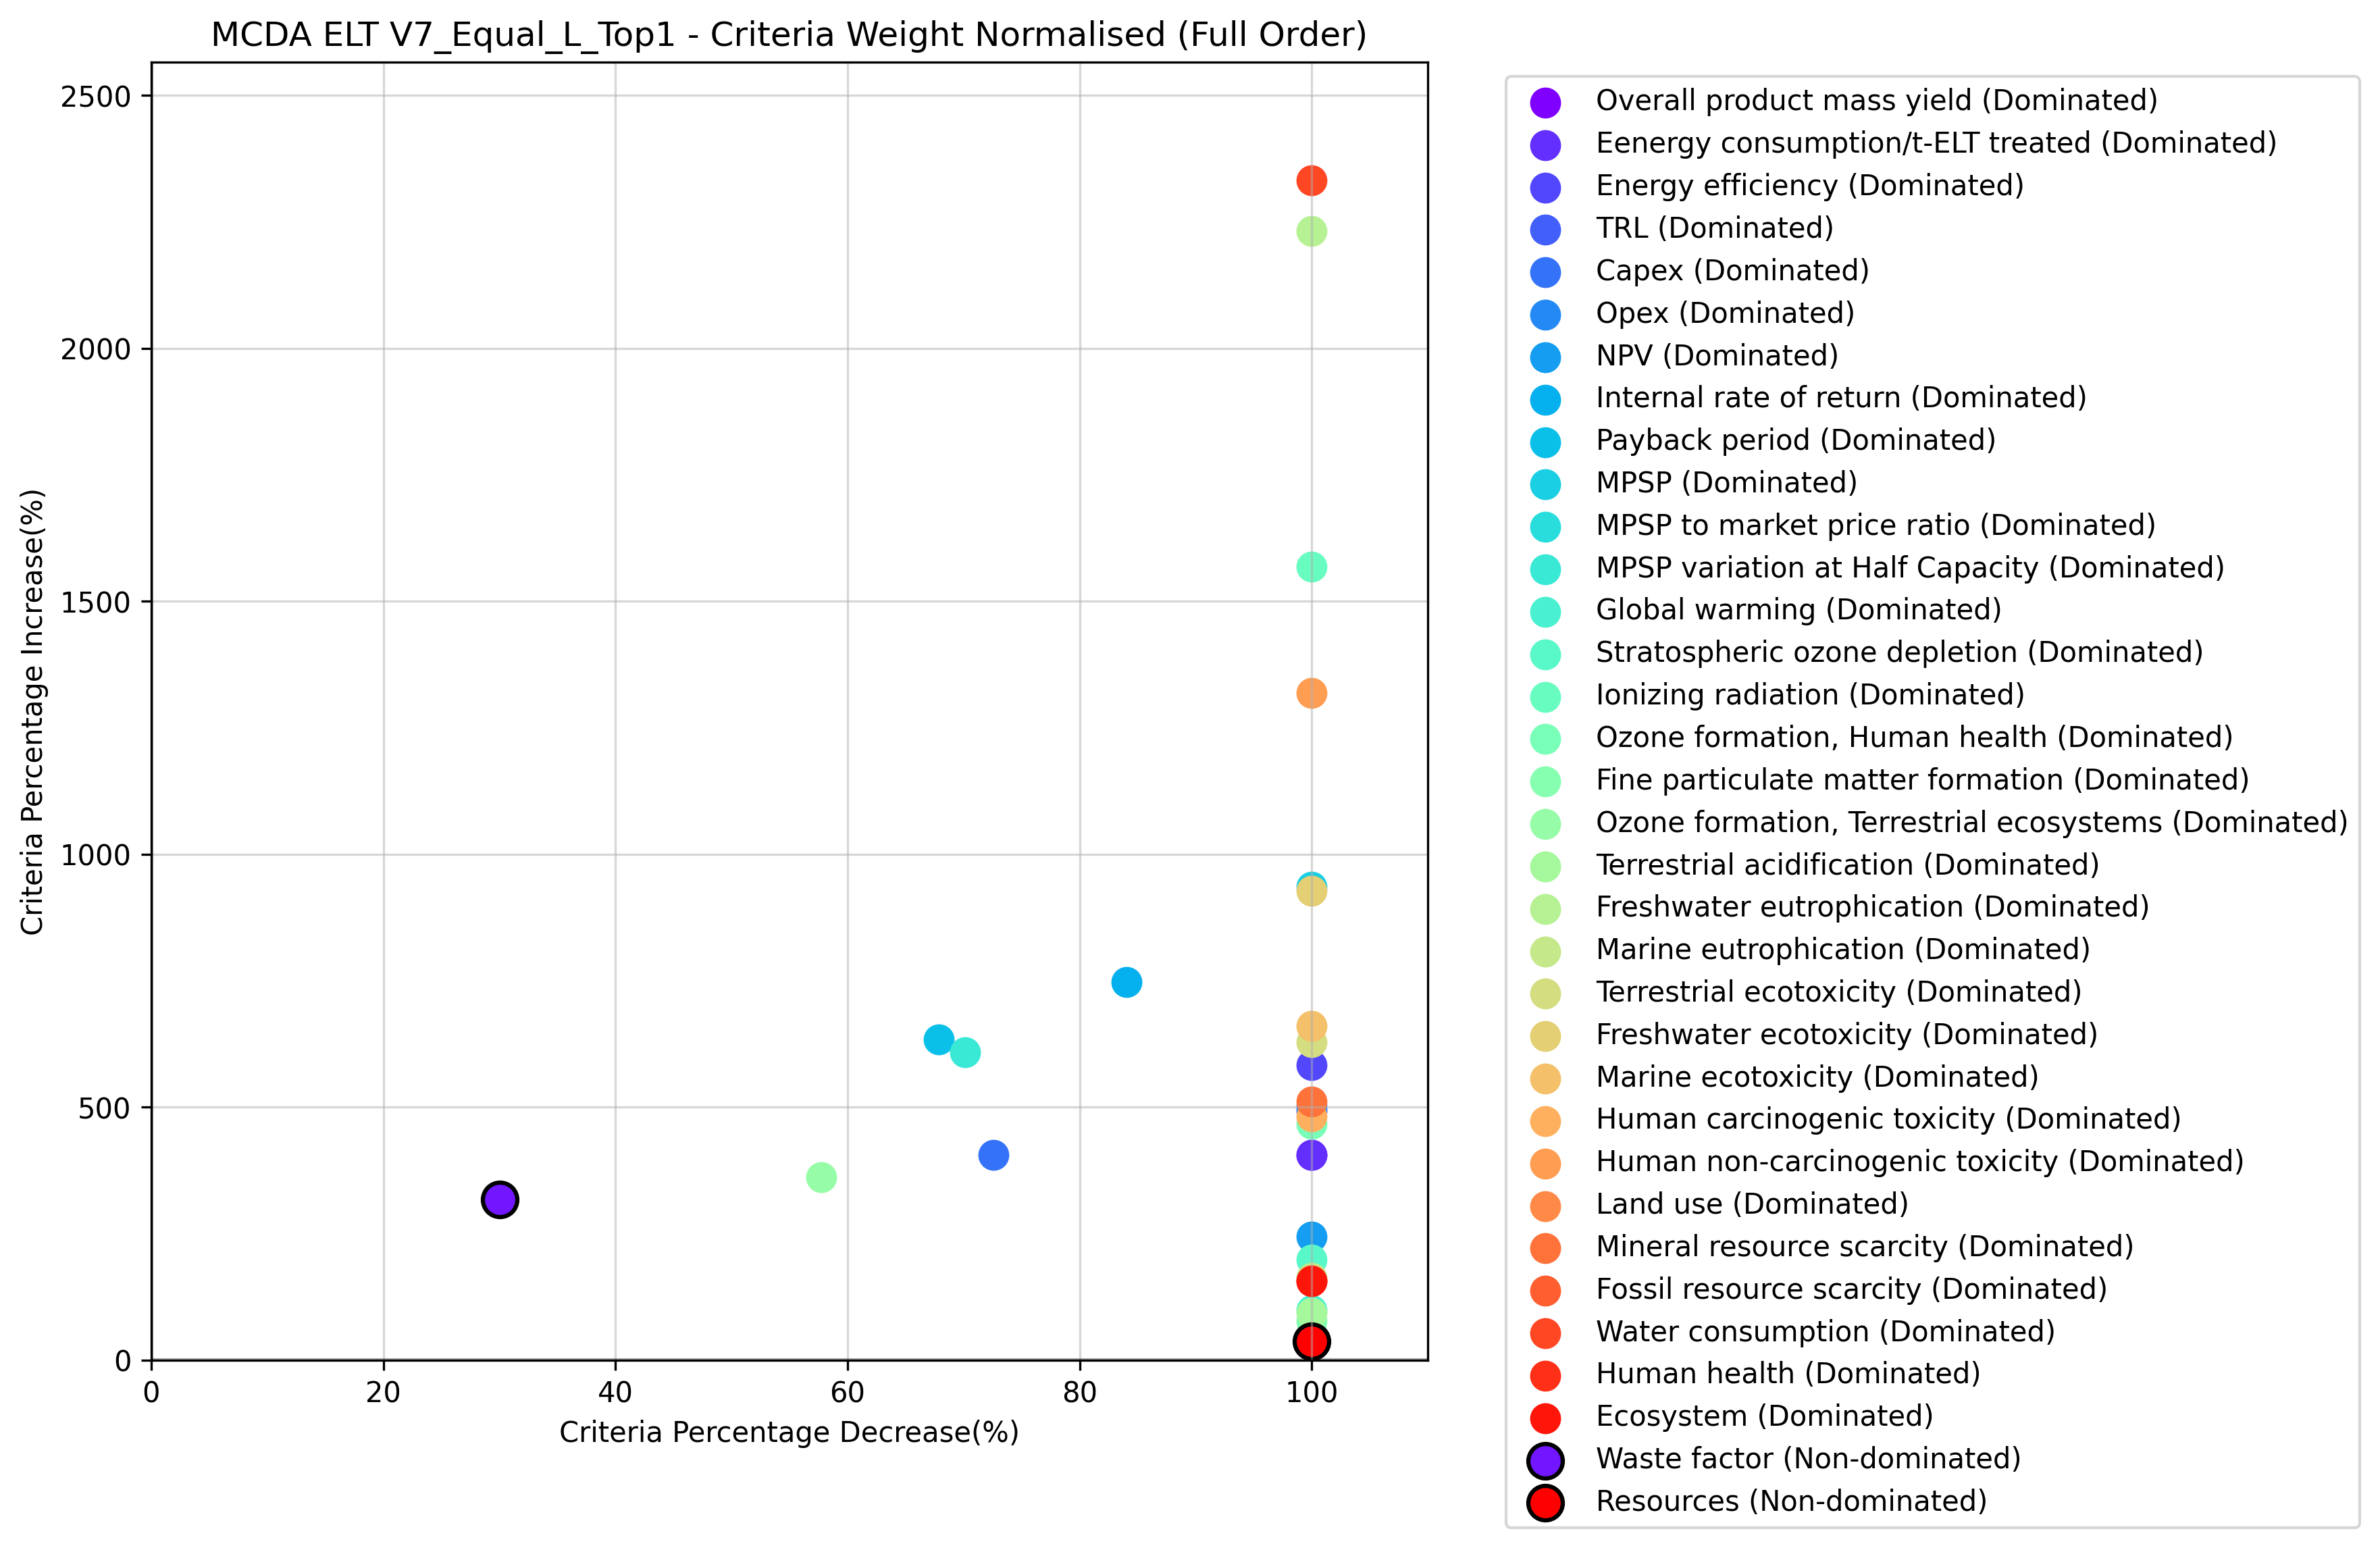 MCDA ELT V7_Equal_L_Top1 - Criteria Weight Normalised (Full Order)
2500
2000
1500
1000
500
0
Criteria Percentage Increase(%)
0 20 40 60 80 100
Criteria Percentage Decrease(%)
Overall product mass yield (Dominated)
Eenergy consumption/t-ELT treated (Dominated)
Energy efficiency (Dominated)
TRL (Dominated)
Capex (Dominated)
Opex (Dominated)
NPV (Dominated)
Internal rate of return (Dominated)
Payback period (Dominated)
MPSP (Dominated)
MPSP to market price ratio (Dominated)
MPSP variation at Half Capacity (Dominated)
Global warming (Dominated)
Stratospheric ozone depletion (Dominated)
Ionizing radiation (Dominated)
Ozone formation, Human health (Dominated)
Fine particulate matter formation (Dominated)
Ozone formation, Terrestrial ecosystems (Dominated)
Terrestrial acidification (Dominated)
Freshwater eutrophication (Dominated)
Marine eutrophication (Dominated)
Terrestrial ecotoxicity (Dominated)
Freshwater ecotoxicity (Dominated)
Marine ecotoxicity (Dominated)
Human carcinogenic toxicity (Dominated)
Human non-carcinogenic toxicity (Dominated)
Land use (Dominated)
Mineral resource scarcity (Dominated)
Fossil resource scarcity (Dominated)
Water consumption (Dominated)
Human health (Dominated)
Ecosystem (Dominated)
Waste factor (Non-dominated)
Resources (Non-dominated)